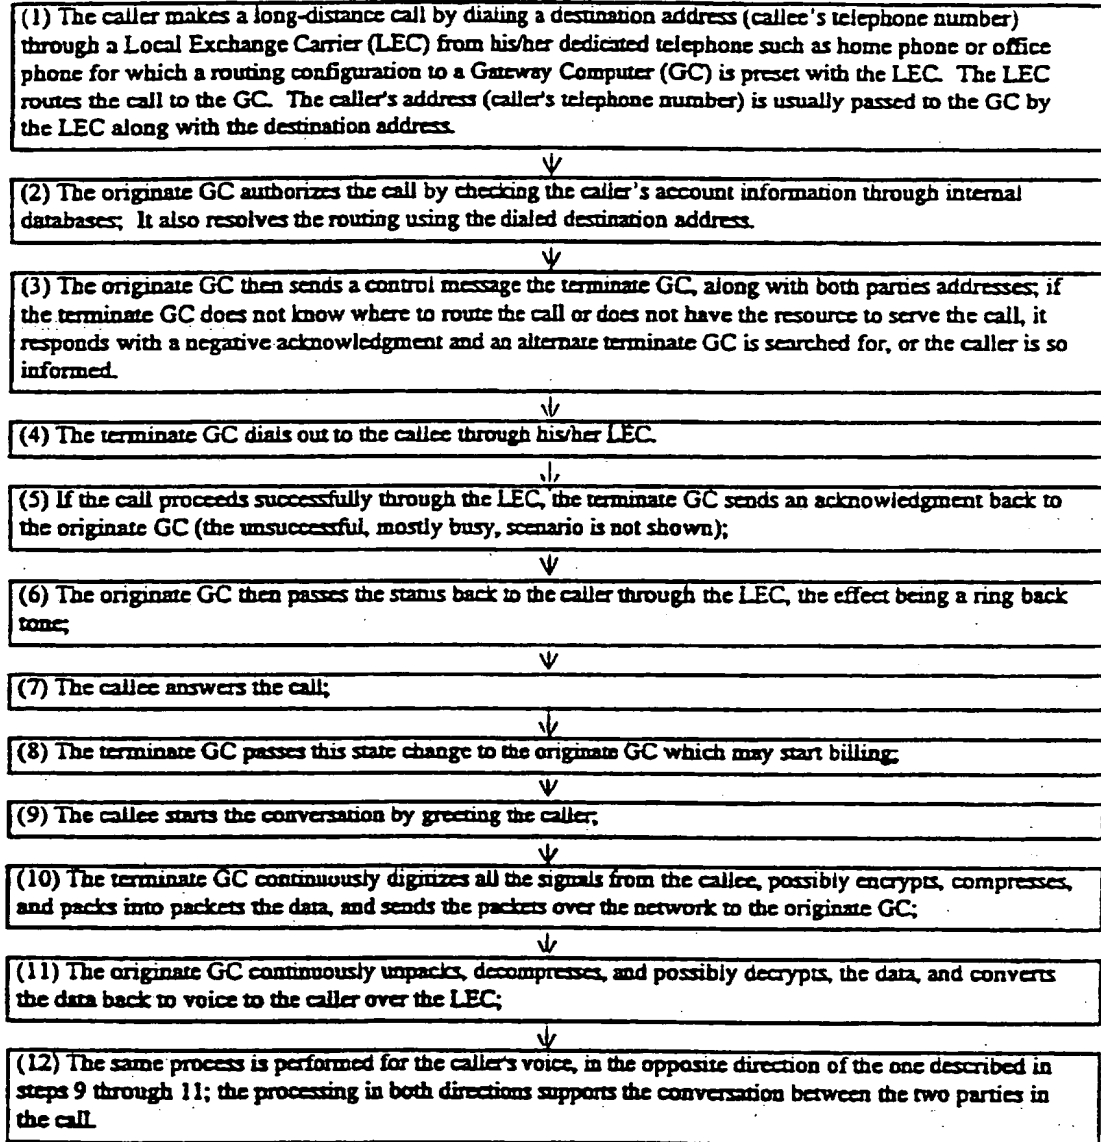 (1) The caller makes a long-distance call by dialing a destination address (callee's telephone number)
through a Local Exchange Carrier (LEC) from his/her dedicated telephone such as home phone or office
phone for which a routing configuration to a Gateway Computer (GC) is preset with the LEC. The LEC
routes the call to the GC. The caller's address (caller's telephone number) is usually passed to the GC by
the LEC along with the destination address.
(2) The originate GC authorizes the call by checking the caller's account information through internal
databases; It also resolves the routing using the dialed destination address.
(3) The originate GC then sends a control message the terminate GC, along with both parties addresses; if
the terminate GC does not know where to route the call or does not have the resource to serve the call, it
responds with a negative acknowledgment and an alternate terminate GC is searched for, or the caller is so
informed.
(4) The terminate GC dials out to the callee through his/her LEC.
(5) If the call proceeds successfully through the LEC, the terminate GC sends an acknowledgment back to
the originate GC (the unsuccessful, mostly busy, scenario is not shown);
(6) The originate GC then passes the status back to the caller through the LEC, the effect being a ring back
tone;
(7) The callee answers the call;
(8) The terminate GC passes this state change to the originate GC which may start billing;
(9) The callee starts the conversation by greeting the caller;
(10) The terminate GC continuously digitizes all the signals from the callee, possibly encrypts, compresses,
and packs into packets the data, and sends the packets over the network to the originate GC;
(11) The originate GC continuously unpacks, decompresses, and possibly decrypts, the data, and converts
the data back to voice to the caller over the LEC;
(12) The same process is performed for the caller's voice, in the opposite direction of the one described in
steps 9 through 11; the processing in both directions supports the conversation between the two parties in
the call.